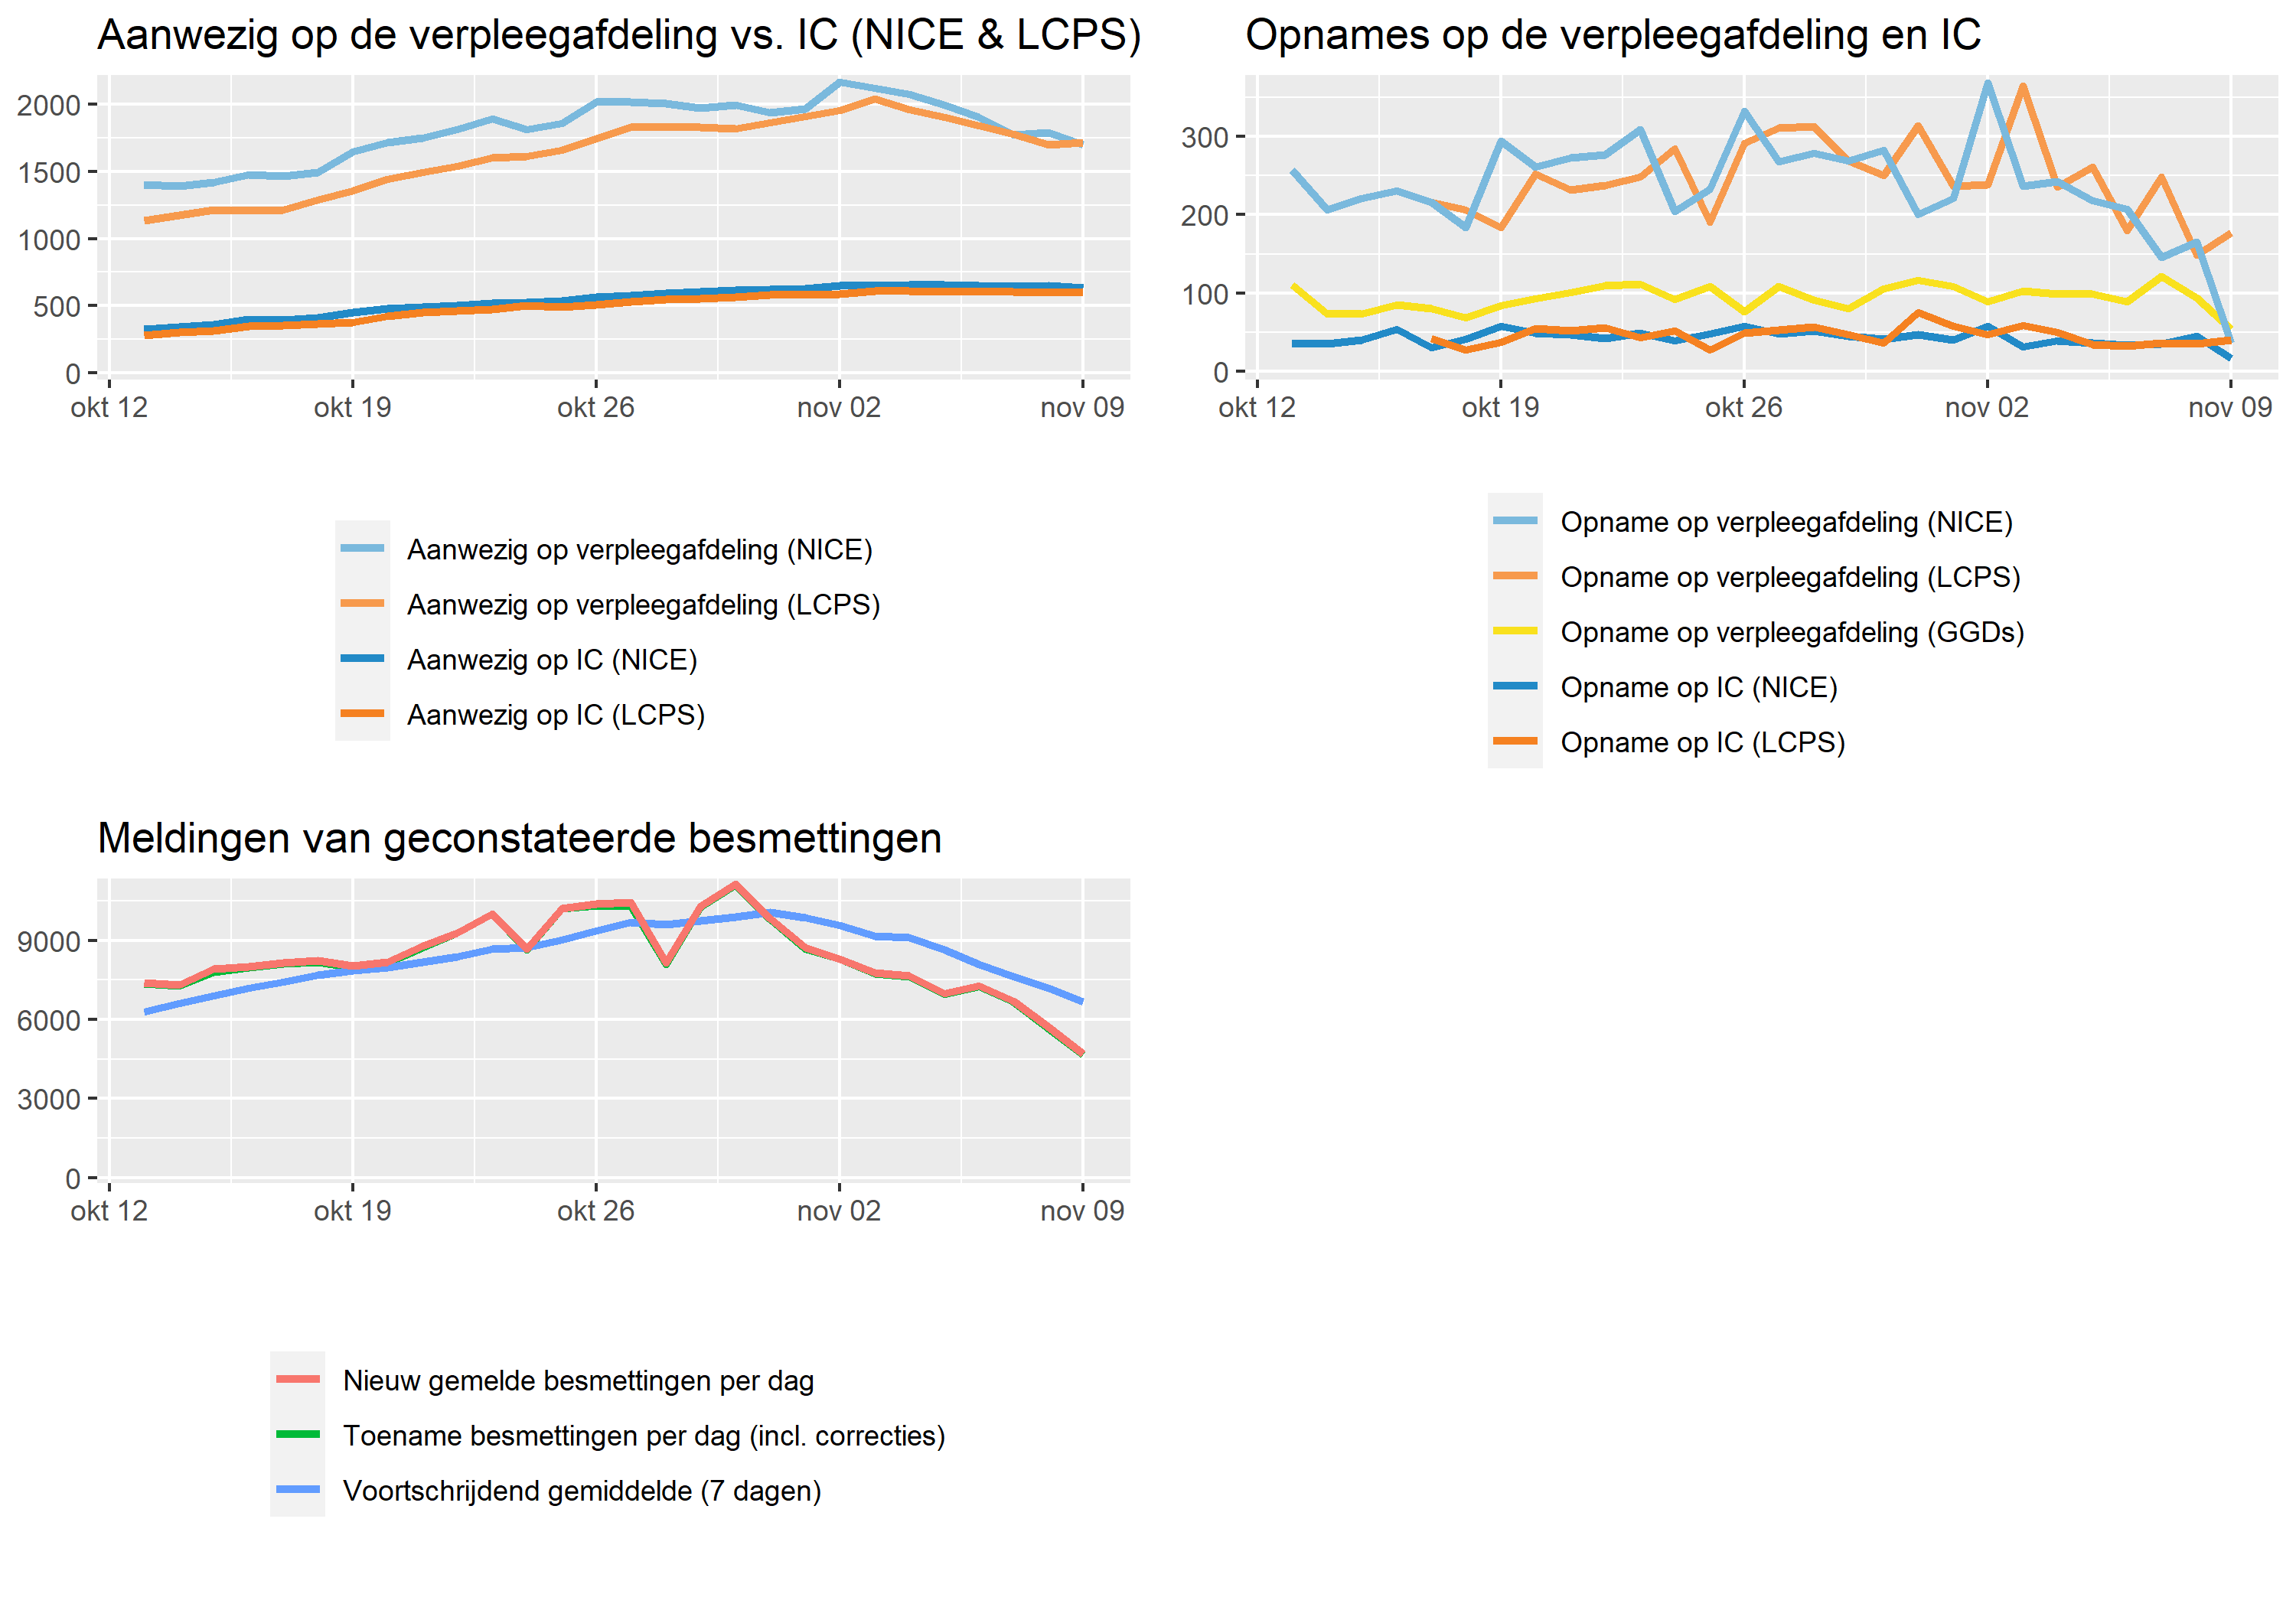 Aanwezig op de verpleegafdeling vs. IC (NICE & LCPS)
2000
1500
1000
500
0
okt 12 okt 19 okt 26 nov 02 nov 09
Aanwezig op verpleegafdeling (NICE)
Aanwezig op verpleegafdeling (LCPS)
Aanwezig op IC (NICE)
Aanwezig op IC (LCPS)
Opnames op de verpleegafdeling en IC
300
200
100
0
okt 12 okt 19 okt 26 nov 02 nov 09
Opname op verpleegafdeling (NICE)
Opname op verpleegafdeling (LCPS)
Opname op verpleegafdeling (GGDs)
Opname op IC (NICE)
Opname op IC (LCPS)
Meldingen van geconstateerde besmettingen
9000
6000
3000
0
okt 12 okt 19 okt 26 nov 02 nov 09
Nieuw gemelde besmettingen per dag
Toename besmettingen per dag (incl. correcties)
Voortschrijdend gemiddelde (7 dagen)